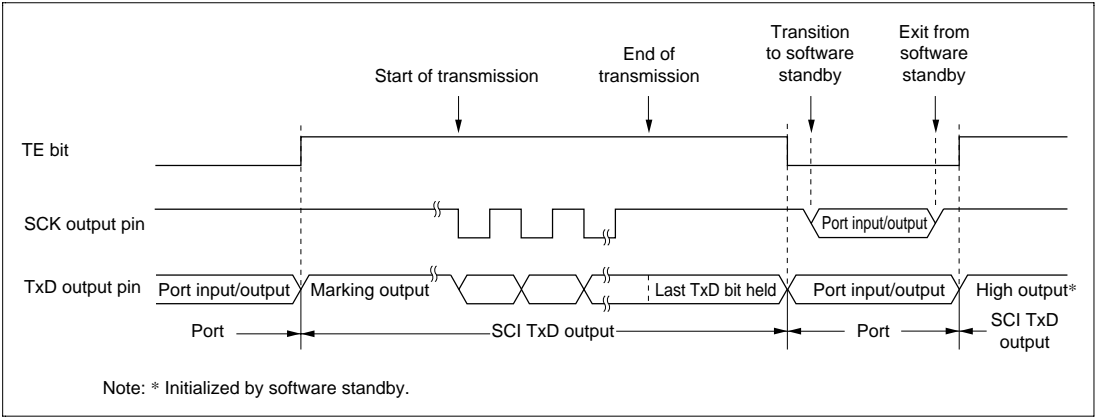 Start of transmission
End of
transmission
Transition
to software
standby
Exit from
software
standby
TE bit
SCK output pin
Port input/output
TxD output pin
Port input/output
Marking output
Last TxD bit held
Port input/output
High output*
Port
SCI TxD output
Port
SCI TxD
output
Note: * Initialized by software standby.